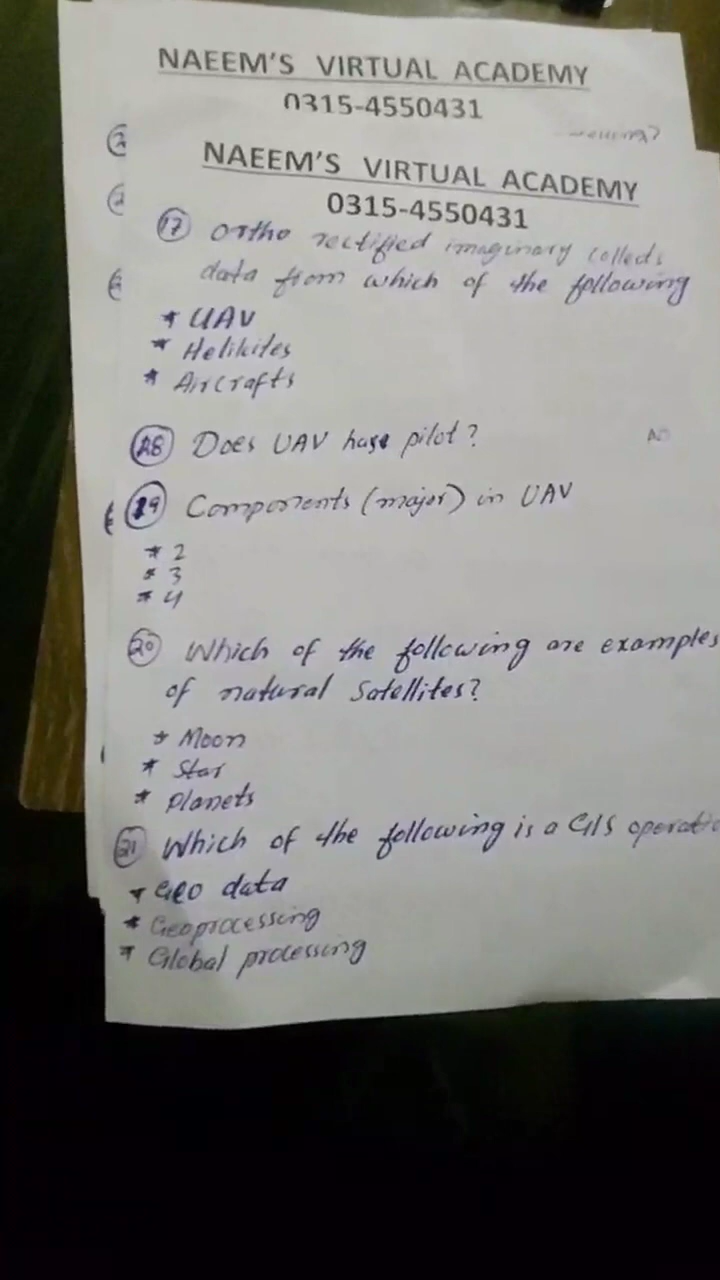 NAEEM'S VIRTUAL ACADEMY
0315-4550431
NAEEM'S VIRTUAL ACADEMY
0315-4550431
17 Ortho rectified imaginary collects
data from which of the following
* UAV
* Helikites
* Aircrafts
18 Does UAV have pilot?
19 Components (major) in UAV
* 2
* 3
* 4
20 Which of the following are examples
of natural Satellites?
* Moon
* Star
* Planets
21 Which of the following is a GIS operatio
* Geo data
* Geoprocessing
* Global processing